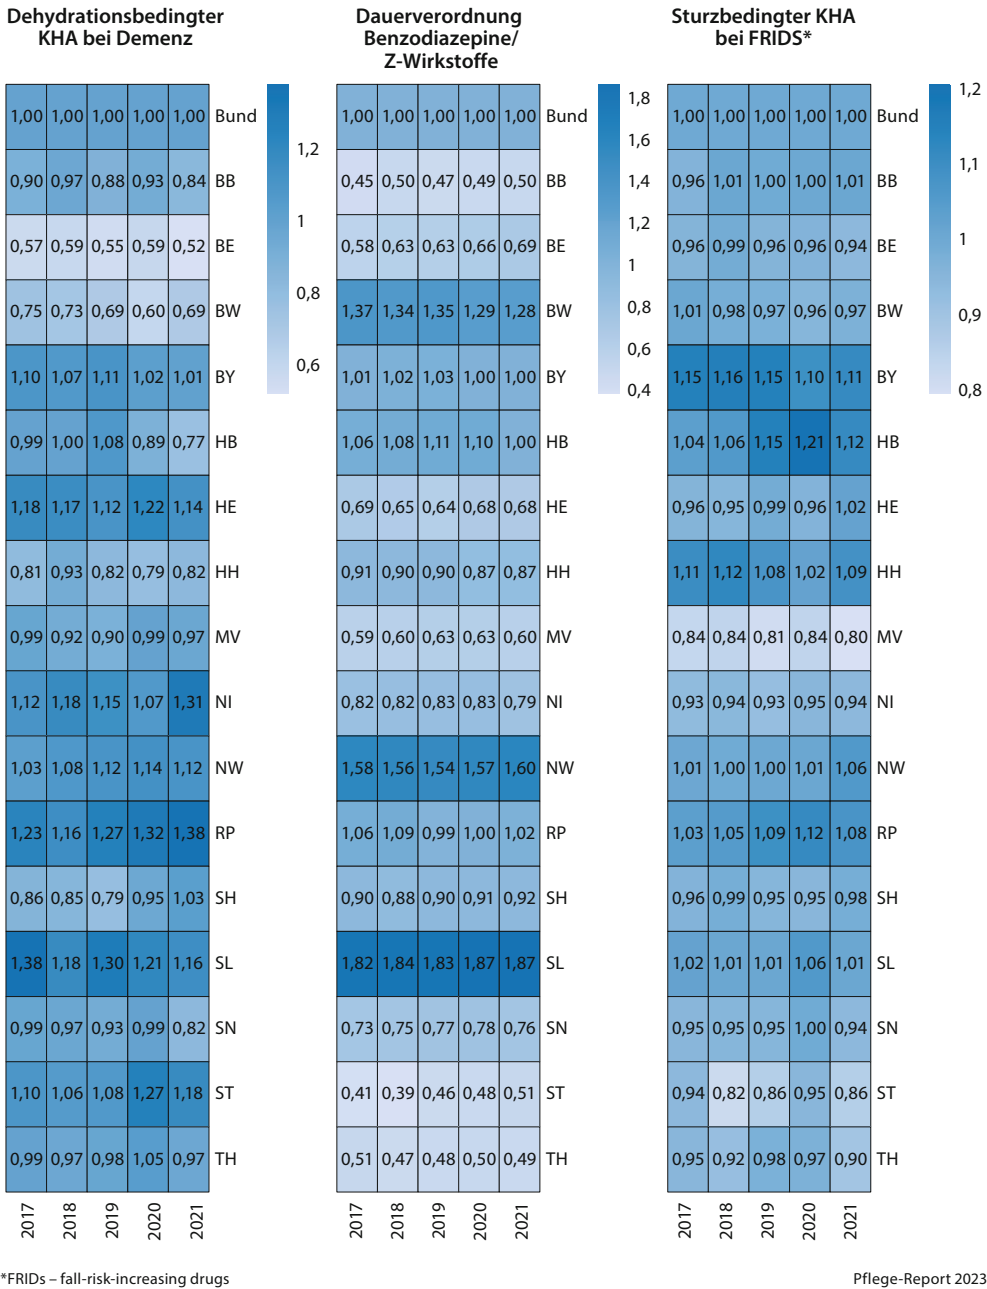 Dehydrationsbedingter
KHA bei Demenz
1,00 1,00 1,00 1,00 1,00 Bund
0,90 0,97 0,88 0,93 0,84 BB
0,57 0,59 0,55 0,59 0,52 BE
0,75 0,73 0,69 0,60 0,69 BW
1,10 1,07 1,11 1,02 1,01 BY
0,99 1,00 1,08 0,89 0,77 HB
1,18 1,17 1,12 1,22 1,14 HE
0,81 0,93 0,82 0,79 0,82 HH
0,99 0,92 0,90 0,99 0,97 MV
1,12 1,18 1,15 1,07 1,31 NI
1,03 1,08 1,12 1,14 1,12 NW
1,23 1,16 1,27 1,32 1,38 RP
0,86 0,85 0,79 0,95 1,03 SH
1,38 1,18 1,30 1,21 1,16 SL
0,99 0,97 0,93 0,99 0,82 SN
1,10 1,06 1,08 1,27 1,18 ST
0,99 0,97 0,98 1,05 0,97 TH
2017 2018 2019 2020 2021
1,2
1
0,8
0,6
Dauerverordnung
Benzodiazepine/
Z-Wirkstoffe
1,00 1,00 1,00 1,00 1,00 Bund
0,45 0,50 0,47 0,49 0,50 BB
0,58 0,63 0,63 0,66 0,69 BE
1,37 1,34 1,35 1,29 1,28 BW
1,01 1,02 1,03 1,00 1,00 BY
1,06 1,08 1,11 1,10 1,00 HB
0,69 0,65 0,64 0,68 0,68 HE
0,91 0,90 0,90 0,87 0,87 HH
0,59 0,60 0,63 0,63 0,60 MV
0,82 0,82 0,83 0,83 0,79 NI
1,58 1,56 1,54 1,57 1,60 NW
1,06 1,09 0,99 1,00 1,02 RP
0,90 0,88 0,90 0,91 0,92 SH
1,82 1,84 1,83 1,87 1,87 SL
0,73 0,75 0,77 0,78 0,76 SN
0,41 0,39 0,46 0,48 0,51 ST
0,51 0,47 0,48 0,50 0,49 TH
2017 2018 2019 2020 2021
1,8
1,6
1,4
1,2
1
0,8
0,6
0,4
Sturzbedingter KHA
bei FRIDS*
1,00 1,00 1,00 1,00 1,00 Bund
0,96 1,01 1,00 1,00 1,01 BB
0,96 0,99 0,96 0,96 0,94 BE
1,01 0,98 0,97 0,96 0,97 BW
1,15 1,16 1,15 1,10 1,11 BY
1,04 1,06 1,15 1,21 1,12 HB
0,96 0,95 0,99 0,96 1,02 HE
1,11 1,12 1,08 1,02 1,09 HH
0,84 0,84 0,81 0,84 0,80 MV
0,93 0,94 0,93 0,95 0,94 NI
1,01 1,00 1,00 1,01 1,06 NW
1,03 1,05 1,09 1,12 1,08 RP
0,96 0,99 0,95 0,95 0,98 SH
1,02 1,01 1,01 1,06 1,01 SL
0,95 0,95 0,95 1,00 0,94 SN
0,94 0,82 0,86 0,95 0,86 ST
0,95 0,92 0,98 0,97 0,90 TH
2017 2018 2019 2020 2021
1,2
1,1
1
0,9
0,8
*FRIDs – fall-risk-increasing drugs
Pflege-Report 2023